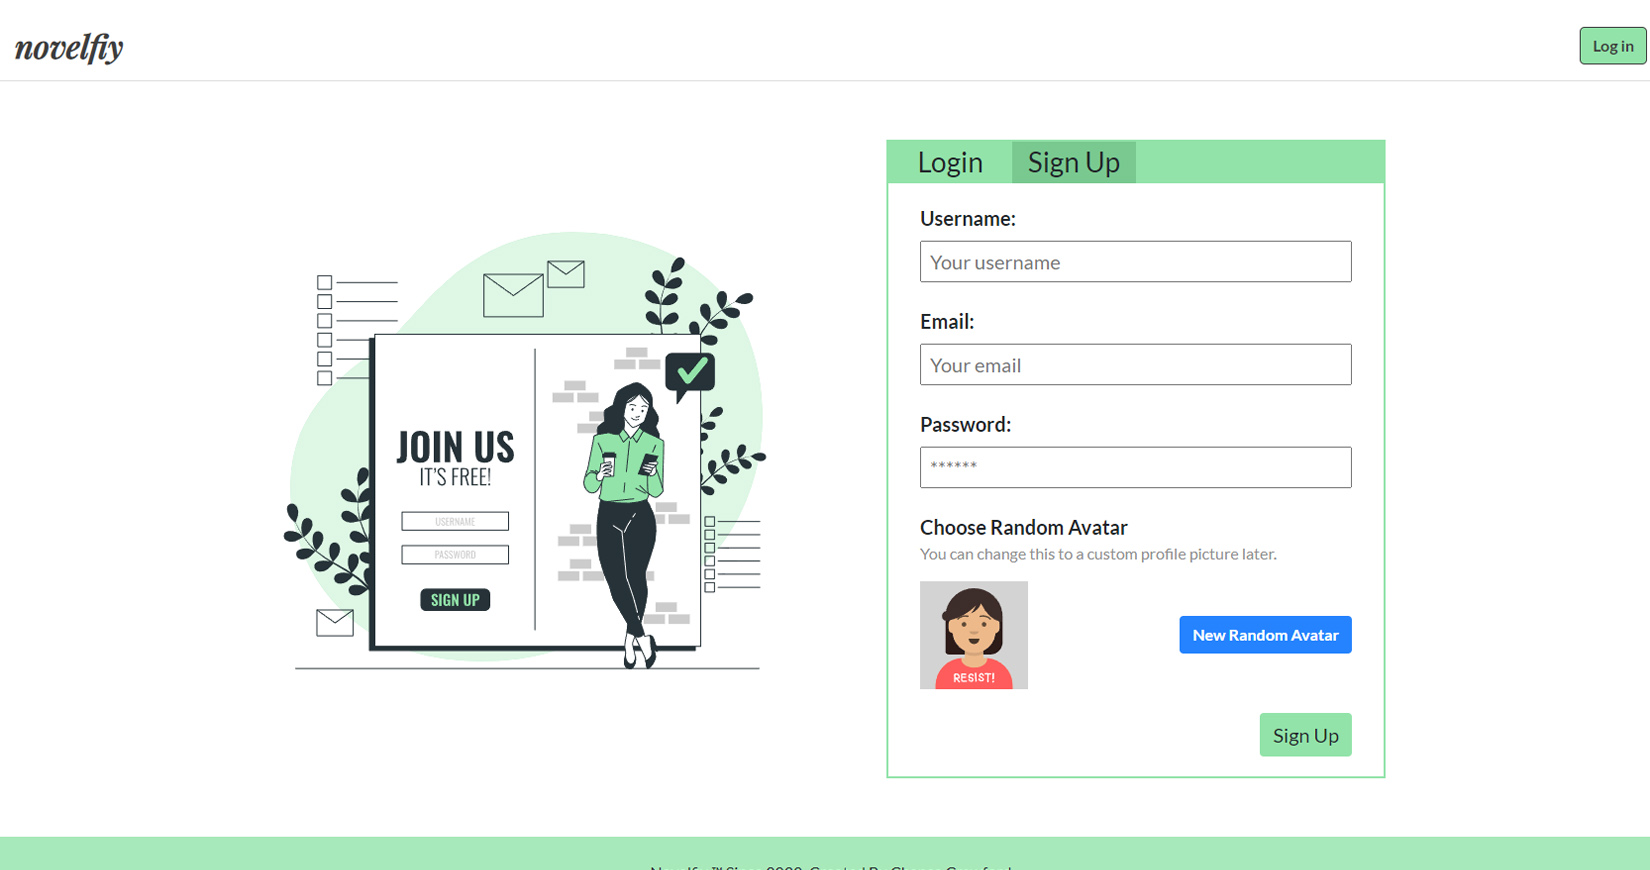 novelfiy
Log in
Login
Sign Up
Username:
Your username
Email:
Your email
Password:
******
Choose Random Avatar
You can change this to a custom profile picture later.
RESIST!
New Random Avatar
Sign Up
JOIN US
IT'S FREE!
USERNAME
PASSWORD
SIGN UP